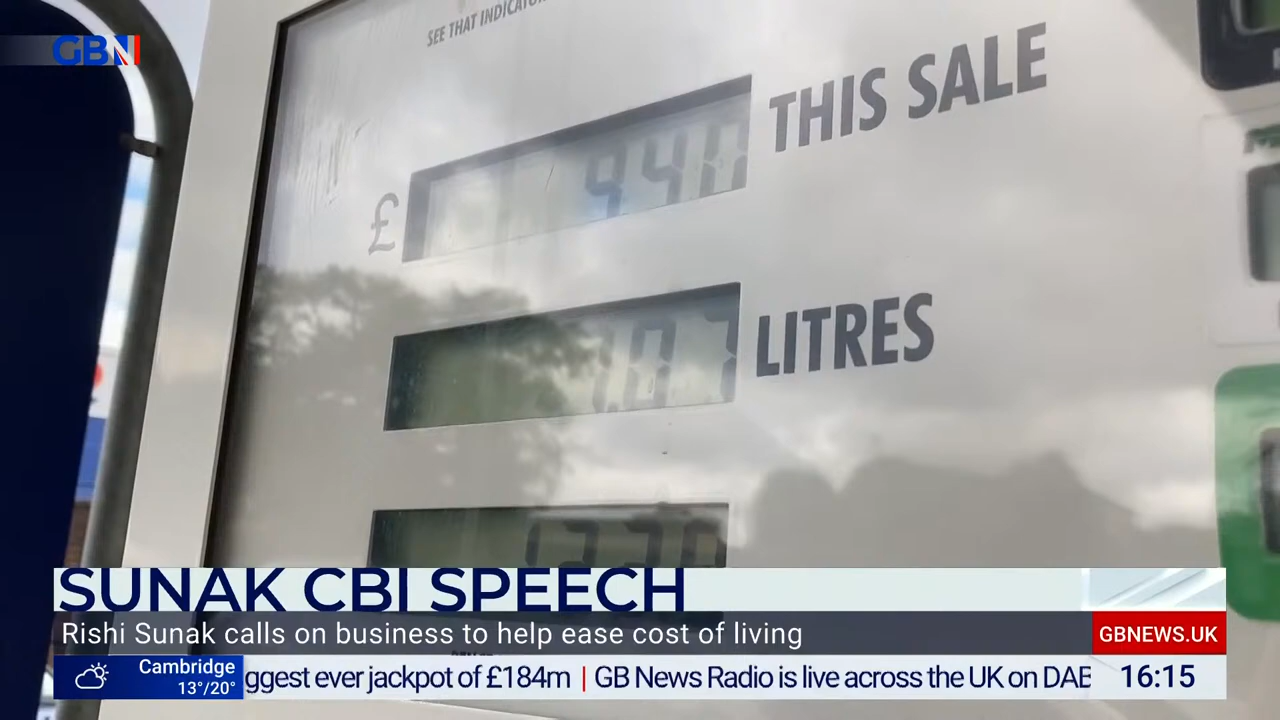 SEE THAT INDICATOR
GBN
THIS SALE
£
LITRES
SUNAK CBI SPEECH
Rishi Sunak calls on business to help ease cost of living
GBNEWS.UK
Cambridge
13°/20°
ggest ever jackpot of £184m | GB News Radio is live across the UK on DAB
16:15